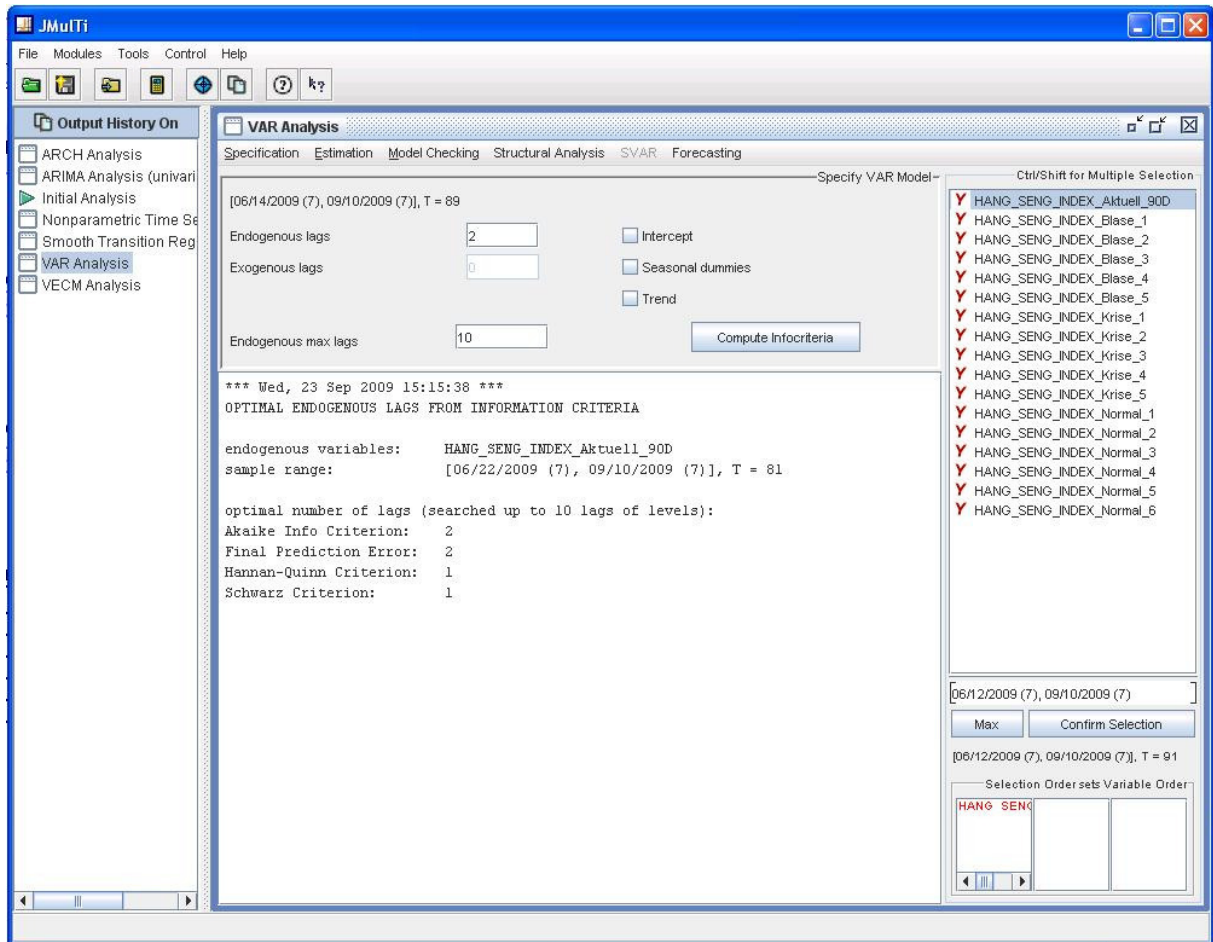 JMulTi
File Modules Tools Control Help
Output History On
ARCH Analysis
ARIMA Analysis (univari
Initial Analysis
Nonparametric Time Se
Smooth Transition Reg
VAR Analysis
VECM Analysis
VAR Analysis
Specification Estimation Model Checking Structural Analysis SVAR Forecasting
Specify VAR Model
[06/14/2009 (7), 09/10/2009 (7)], T = 89
Endogenous lags 2 Intercept
Exogenous lags 0 Seasonal dummies
Trend
Endogenous max lags 10 Compute Infocriteria
*** Wed, 23 Sep 2009 15:15:38 ***
OPTIMAL ENDOGENOUS LAGS FROM INFORMATION CRITERIA
endogenous variables: HANG_SENG_INDEX_Aktuell_90D
sample range: [06/22/2009 (7), 09/10/2009 (7)], T = 81
optimal number of lags (searched up to 10 lags of levels):
Akaike Info Criterion: 2
Final Prediction Error: 2
Hannan-Quinn Criterion: 1
Schwarz Criterion: 1
Ctrl/Shift for Multiple Selection
Y HANG_SENG_INDEX_Aktuell_90D
Y HANG_SENG_INDEX_Blase_1
Y HANG_SENG_INDEX_Blase_2
Y HANG_SENG_INDEX_Blase_3
Y HANG_SENG_INDEX_Blase_4
Y HANG_SENG_INDEX_Blase_5
Y HANG_SENG_INDEX_Krise_1
Y HANG_SENG_INDEX_Krise_2
Y HANG_SENG_INDEX_Krise_3
Y HANG_SENG_INDEX_Krise_4
Y HANG_SENG_INDEX_Krise_5
Y HANG_SENG_INDEX_Normal_1
Y HANG_SENG_INDEX_Normal_2
Y HANG_SENG_INDEX_Normal_3
Y HANG_SENG_INDEX_Normal_4
Y HANG_SENG_INDEX_Normal_5
Y HANG_SENG_INDEX_Normal_6
[06/12/2009 (7), 09/10/2009 (7) ]
Max Confirm Selection
[06/12/2009 (7), 09/10/2009 (7)], T = 91
Selection Order sets Variable Order
HANG SENG